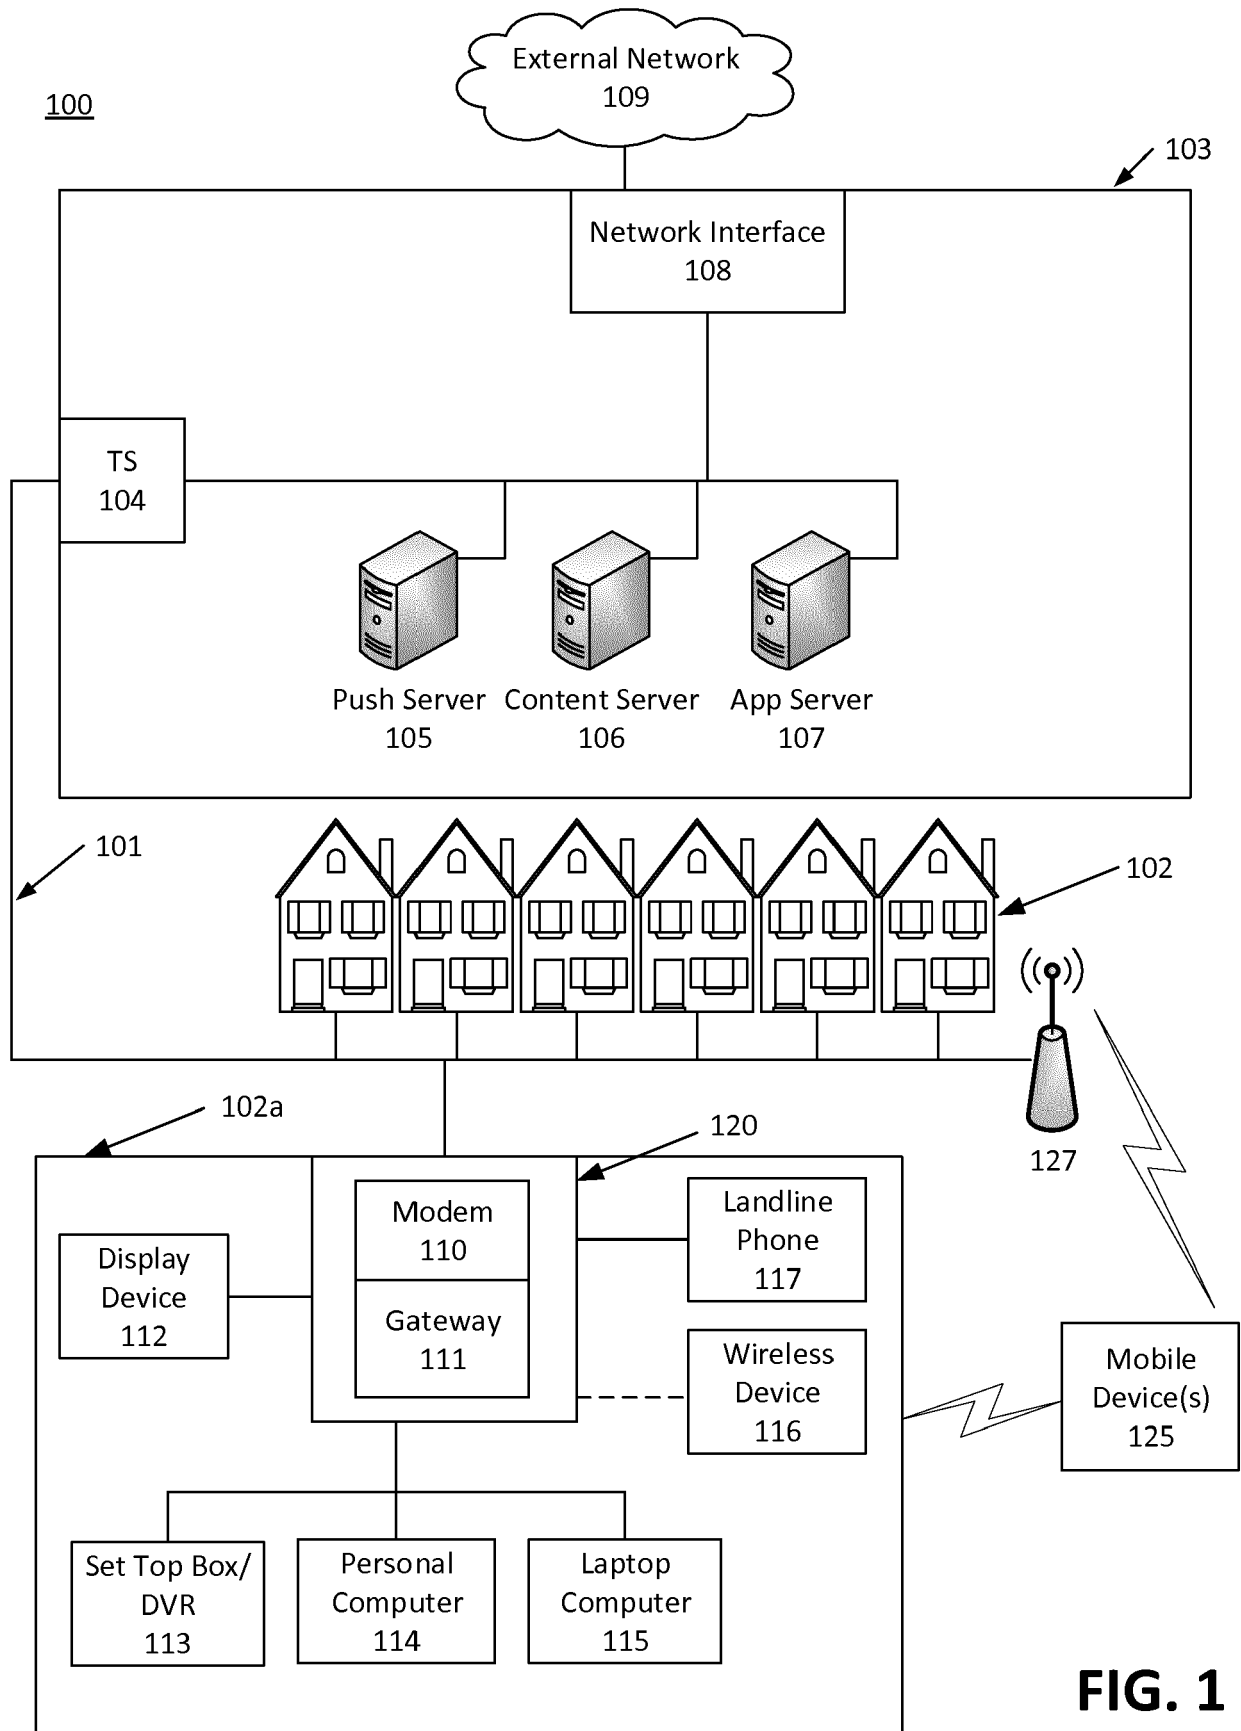 External Network
109
100
103
Network Interface
108
TS
104
Push Server
105
Content Server
106
App Server
107
101
102
127
102a
120
Modem
110
Gateway
111
Display
Device
112
Landline
Phone
117
Wireless
Device
116
Mobile
Device(s)
125
Set Top Box/
DVR
113
Personal
Computer
114
Laptop
Computer
115
FIG. 1